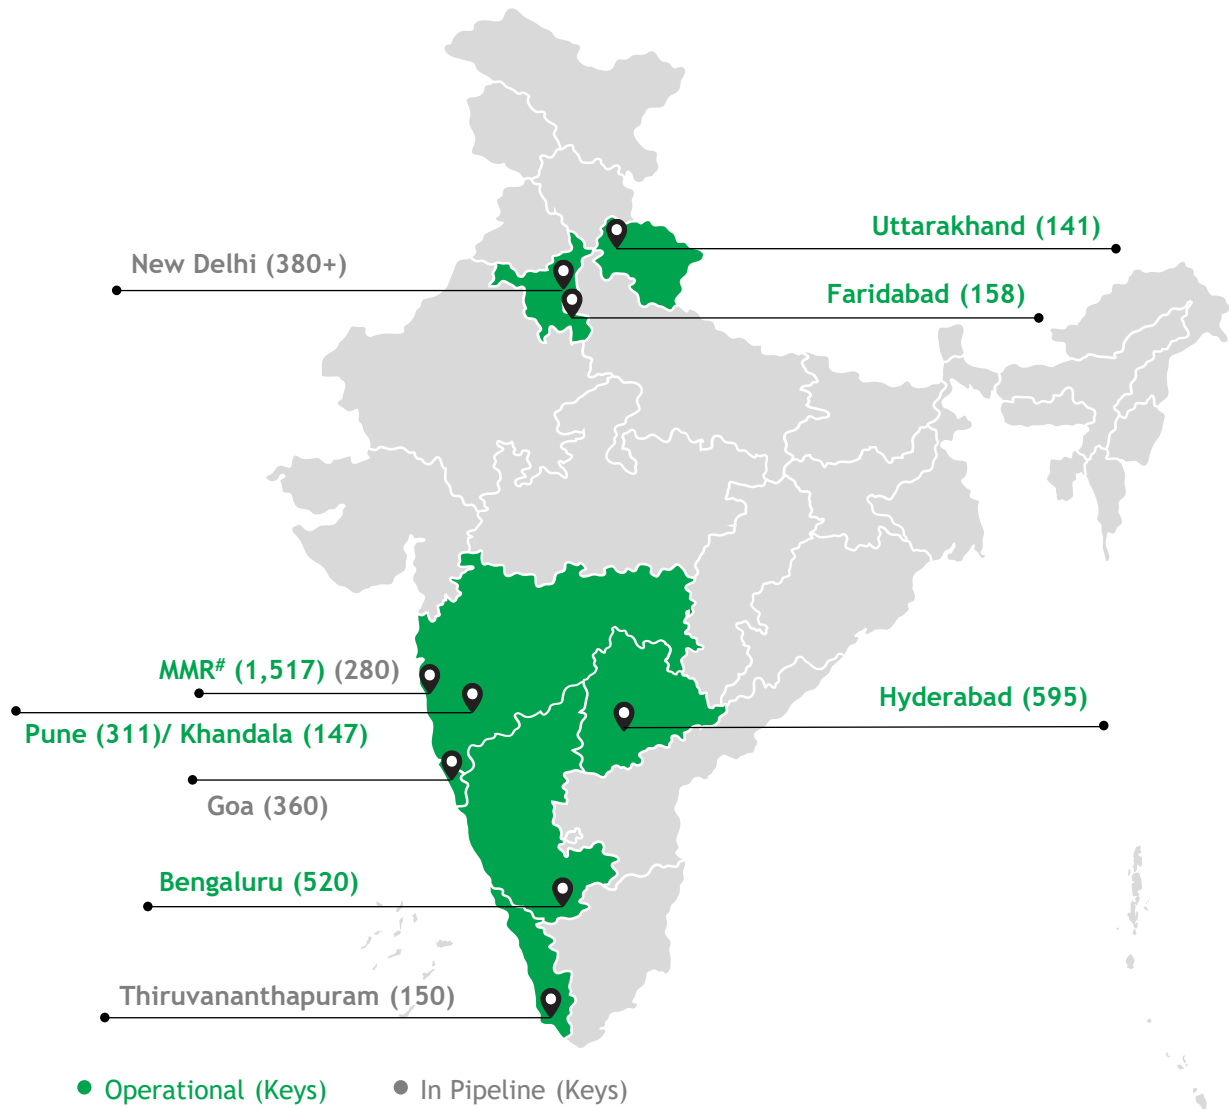 Uttarakhand (141)
New Delhi (380+)
Faridabad (158)
MMR# (1,517) (280)
Hyderabad (595)
Pune (311)/ Khandala (147)
Goa (360)
Bengaluru (520)
Thiruvananthapuram (150)
Operational (Keys)
In Pipeline (Keys)